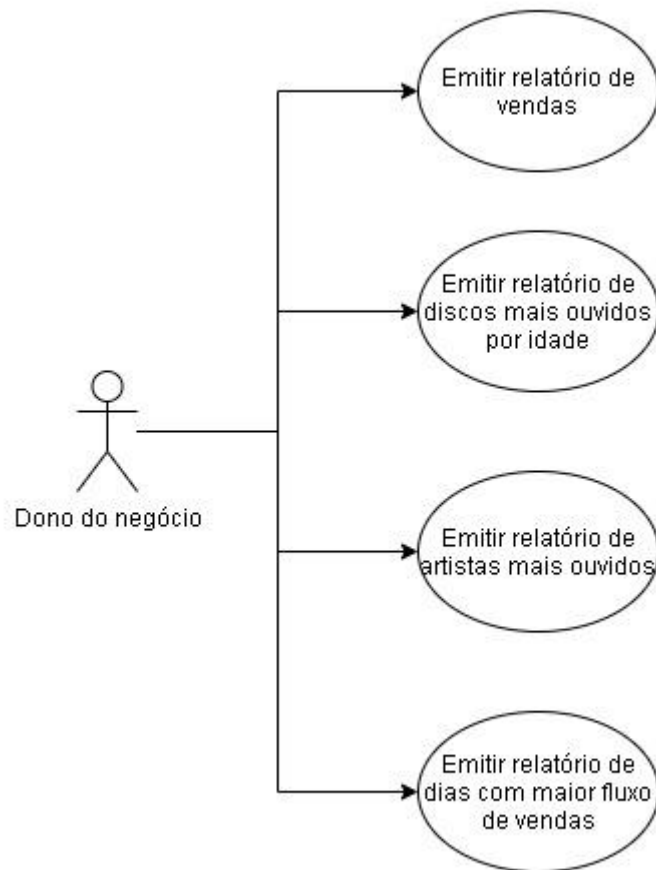 Emitir relatório de
vendas
Emitir relatório de
discos mais ouvidos
por idade
Dono do negócio
Emitir relatório de
artistas mais ouvidos
Emitir relatório de
dias com maior fluxo
de vendas